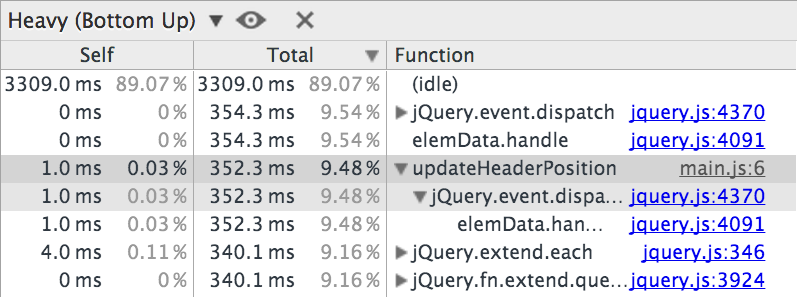 Heavy (Bottom Up) ▼
Self Total ▼ Function
3309.0 ms 89.07 % 3309.0 ms 89.07 % (idle)
0 ms 0 % 354.3 ms 9.54 % ▶ jQuery.event.dispatch jquery.js:4370
0 ms 0 % 354.3 ms 9.54 % elemData.handle jquery.js:4091
1.0 ms 0.03 % 352.3 ms 9.48 % ▼ updateHeaderPosition main.js:6
1.0 ms 0.03 % 352.3 ms 9.48 % ▼ jQuery.event.dispa... jquery.js:4370
1.0 ms 0.03 % 352.3 ms 9.48 % elemData.han... jquery.js:4091
4.0 ms 0.11 % 340.1 ms 9.16 % ▶ jQuery.extend.each jquery.js:346
0 ms 0 % 340.1 ms 9.16 % ▶ jQuery.fn.extend.que... jquery.js:3924